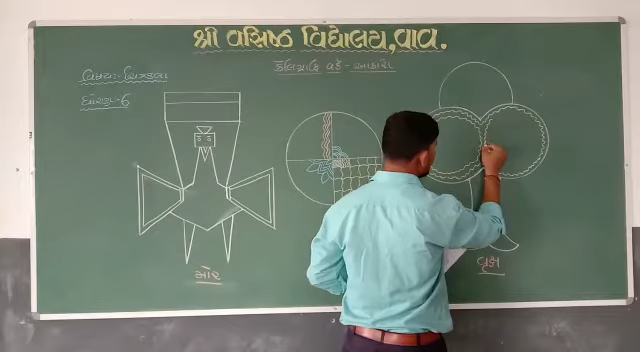 શ્રી વસિષ્ઠ વિદ્યાલય, વાવ.
વિષય:- ચિત્રકલા
ધોરણ-6
મોર
વૃક્ષ